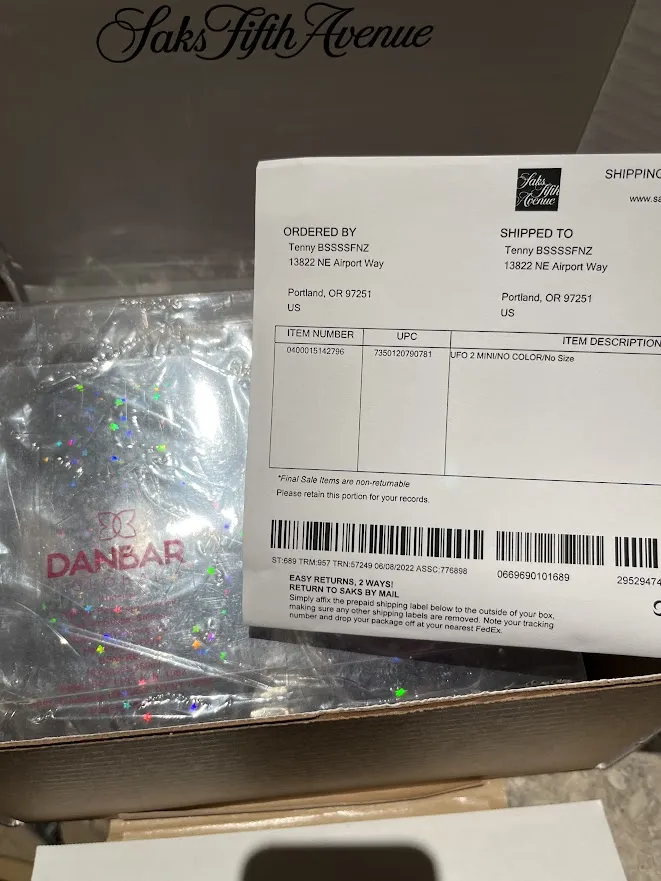 Saks Fifth Avenue
Saks
Fifth
Avenue
SHIPPING
www.sa
ORDERED BY
Tenny BSSSSFNZ
13822 NE Airport Way
Portland, OR 97251
US
SHIPPED TO
Tenny BSSSSFNZ
13822 NE Airport Way
Portland, OR 97251
US
ITEM NUMBER UPC ITEM DESCRIPTION
0400015142796 7350120790781 UFO 2 MINI/NO COLOR/No Size
*Final Sale Items are non-returnable
Please retain this portion for your records.
ST:689 TRM:957 TRN:57249 06/08/2022 ASSC:776898 0669690101689 29529474
EASY RETURNS, 2 WAYS!
RETURN TO SAKS BY MAIL
Simply affix the prepaid shipping label below to the outside of your box,
making sure any other shipping labels are removed. Note your tracking
number and drop your package off at your nearest FedEx.
DANBAR